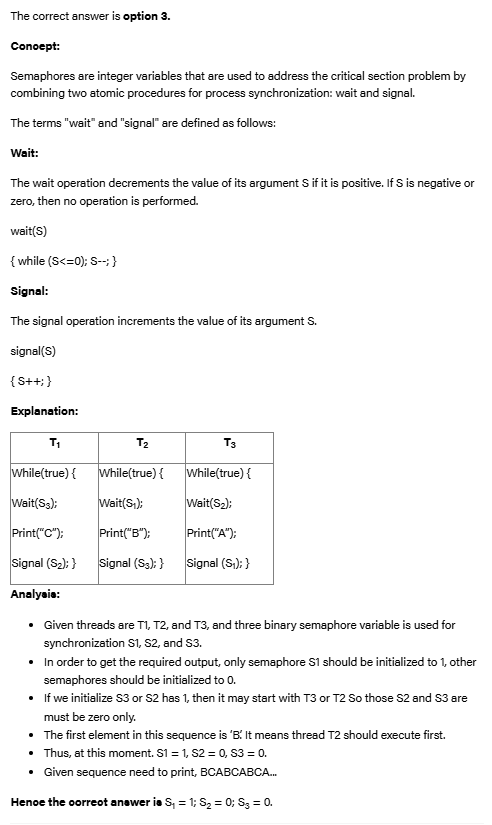 The correct answer is option 3.
Concept:
Semaphores are integer variables that are used to address the critical section problem by
combining two atomic procedures for process synchronization: wait and signal.
The terms "wait" and "signal" are defined as follows:
Wait:
The wait operation decrements the value of its argument S if it is positive. If S is negative or
zero, then no operation is performed.
wait(S)
{ while (S<=0); S--; }
Signal:
The signal operation increments the value of its argument S.
signal(S)
{ S++; }
Explanation:
T₁ T₂ T₃
While(true) { While(true) { While(true) {
Wait(S₃); Wait(S₁); Wait(S₂);
Print("C"); Print("B"); Print("A");
Signal (S₂); } Signal (S₃); } Signal (S₁); }
Analysis:
• Given threads are T1, T2, and T3, and three binary semaphore variable is used for
synchronization S1, S2, and S3.
• In order to get the required output, only semaphore S1 should be initialized to 1, other
semaphores should be initialized to 0.
• If we initialize S3 or S2 has 1, then it may start with T3 or T2 So those S2 and S3 are
must be zero only.
• The first element in this sequence is 'B'. It means thread T2 should execute first.
• Thus, at this moment. S1 = 1, S2 = 0, S3 = 0.
• Given sequence need to print, BCABCABCA...
Hence the correct answer is S₁ = 1; S₂ = 0; S₃ = 0.